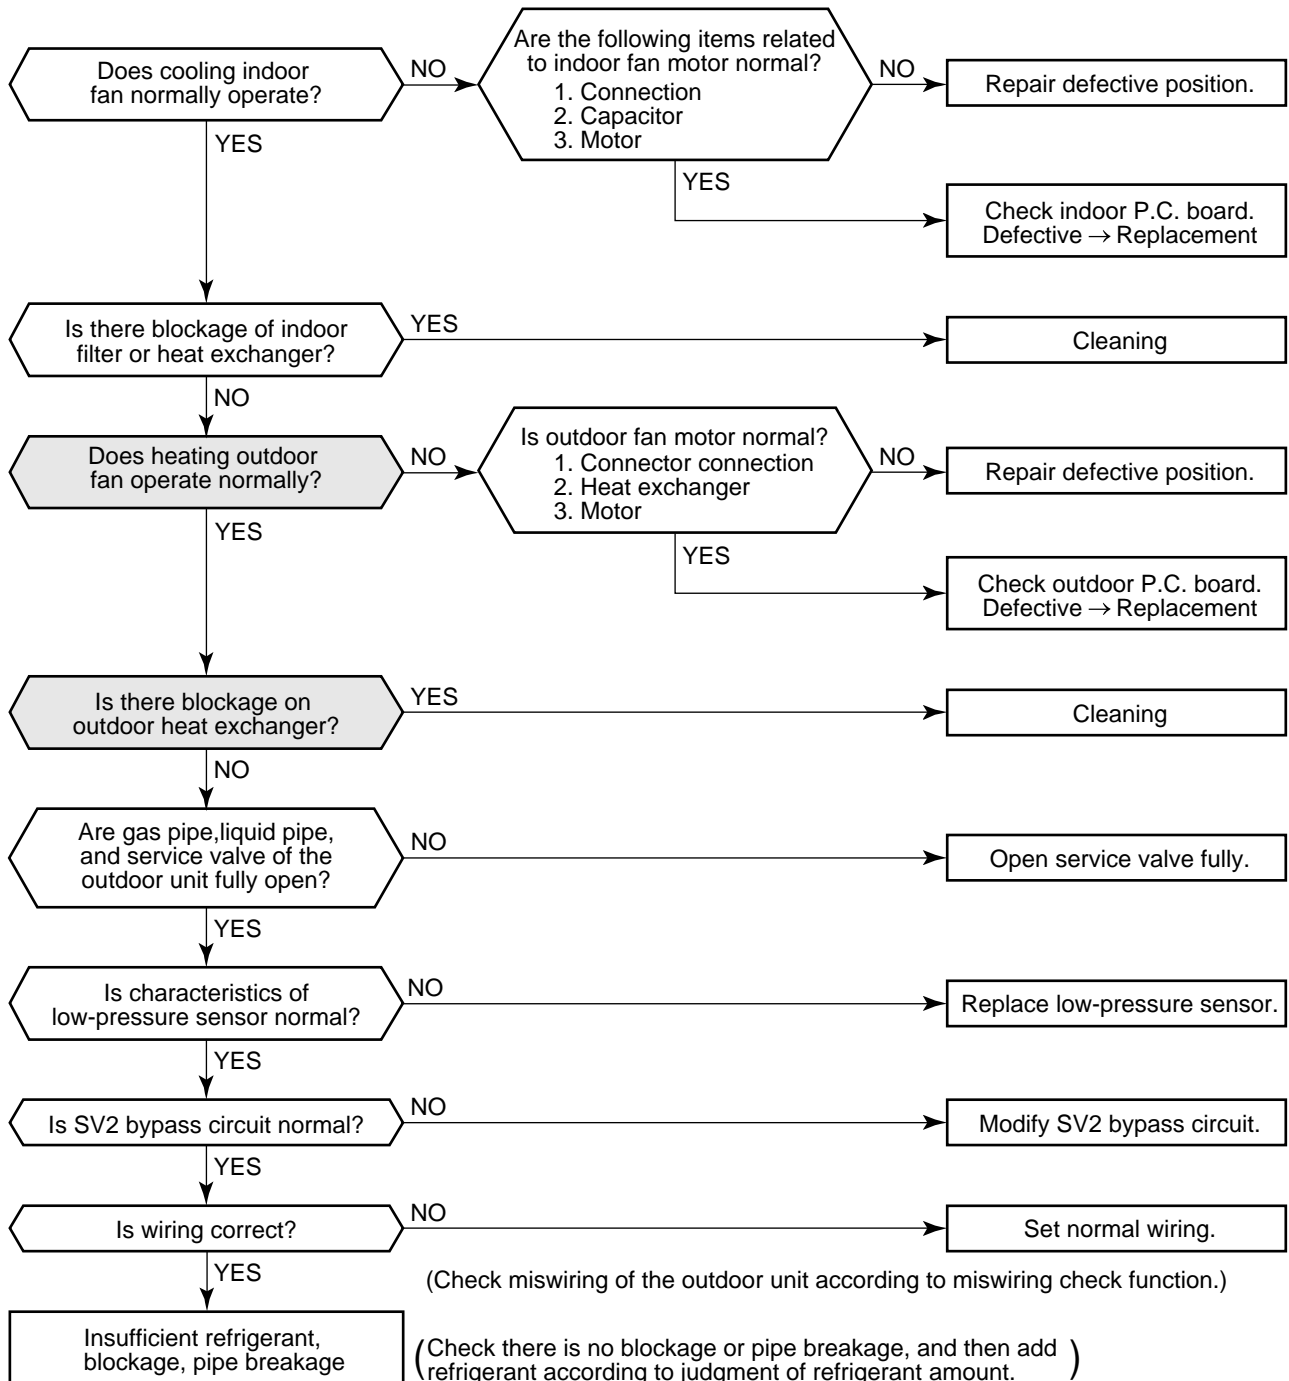 Does cooling indoor
fan normally operate?
NO
Are the following items related
to indoor fan motor normal?
1. Connection
2. Capacitor
3. Motor
NO
Repair defective position.
YES
YES
Check indoor P.C. board.
Defective → Replacement
Is there blockage of indoor
filter or heat exchanger?
YES
Cleaning
NO
Does heating outdoor
fan operate normally?
NO
Is outdoor fan motor normal?
1. Connector connection
2. Heat exchanger
3. Motor
NO
Repair defective position.
YES
YES
Check outdoor P.C. board.
Defective → Replacement
Is there blockage on
outdoor heat exchanger?
YES
Cleaning
NO
Are gas pipe,liquid pipe,
and service valve of the
outdoor unit fully open?
NO
Open service valve fully.
YES
Is characteristics of
low-pressure sensor normal?
NO
Replace low-pressure sensor.
YES
Is SV2 bypass circuit normal?
NO
Modify SV2 bypass circuit.
YES
Is wiring correct?
NO
Set normal wiring.
YES
(Check miswiring of the outdoor unit according to miswiring check function.)
Insufficient refrigerant,
blockage, pipe breakage
(Check there is no blockage or pipe breakage, and then add
refrigerant according to judgment of refrigerant amount.)